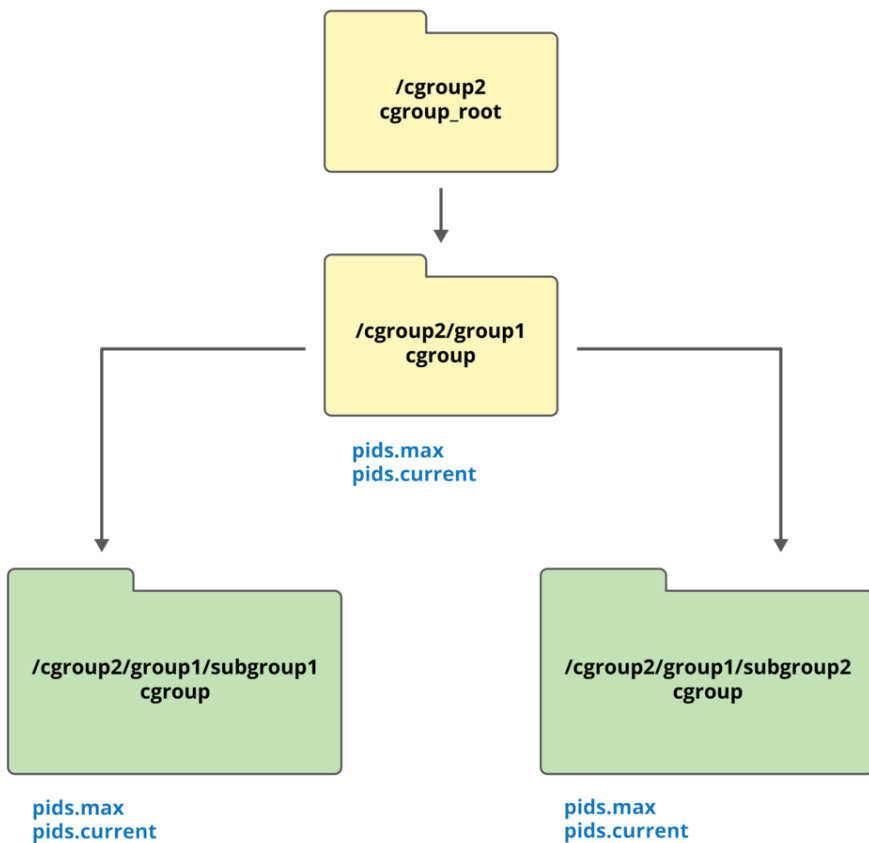 /cgroup2
cgroup_root
/cgroup2/group1
cgroup
pids.max
pids.current
/cgroup2/group1/subgroup1
cgroup
pids.max
pids.current
/cgroup2/group1/subgroup2
cgroup
pids.max
pids.current